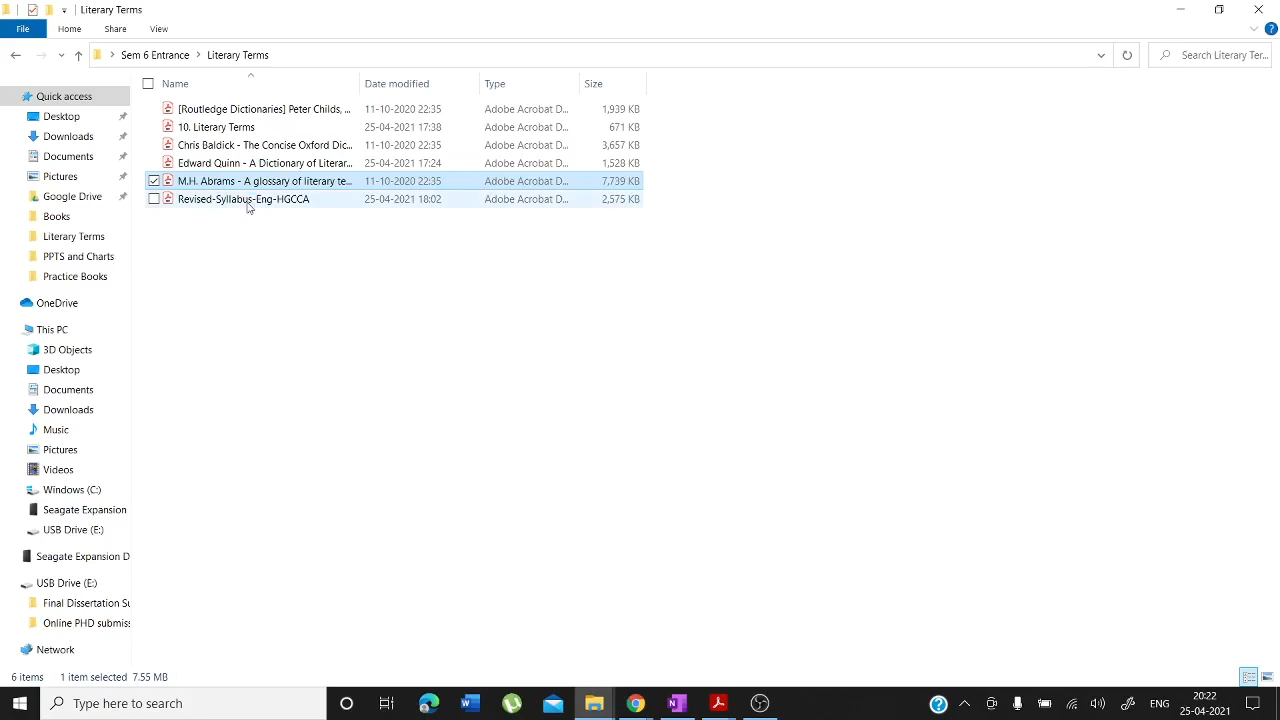 Literary Terms
File Home Share View
Sem 6 Entrance Literary Terms Search Literary Ter...
Name Date modified Type Size
[Routledge Dictionaries] Peter Childs, ... 11-10-2020 22:35 Adobe Acrobat D... 1,939 KB
10. Literary Terms 25-04-2021 17:38 Adobe Acrobat D... 671 KB
Chris Baldick - The Concise Oxford Dic... 11-10-2020 22:35 Adobe Acrobat D... 3,657 KB
Edward Quinn - A Dictionary of Literar... 25-04-2021 17:24 Adobe Acrobat D... 1,528 KB
M.H. Abrams - A glossary of literary te... 11-10-2020 22:35 Adobe Acrobat D... 7,739 KB
Revised-Syllabus-Eng-HGCCA 25-04-2021 18:02 Adobe Acrobat D... 2,575 KB
Quick access
Desktop
Downloads
Documents
Pictures
Google Drive
Books
Literary Terms
PPTS and Charts
Practice Books
OneDrive
This PC
3D Objects
Desktop
Documents
Downloads
Music
Pictures
Videos
Windows (C:)
Seagate Expansion
USB Drive (E:)
Seagate Expansion D
USB Drive (E:)
Final Dissertation Su
Online PHD submiss
Network
6 items 1 item selected 7.55 MB
Type here to search
ENG
20:22
25-04-2021